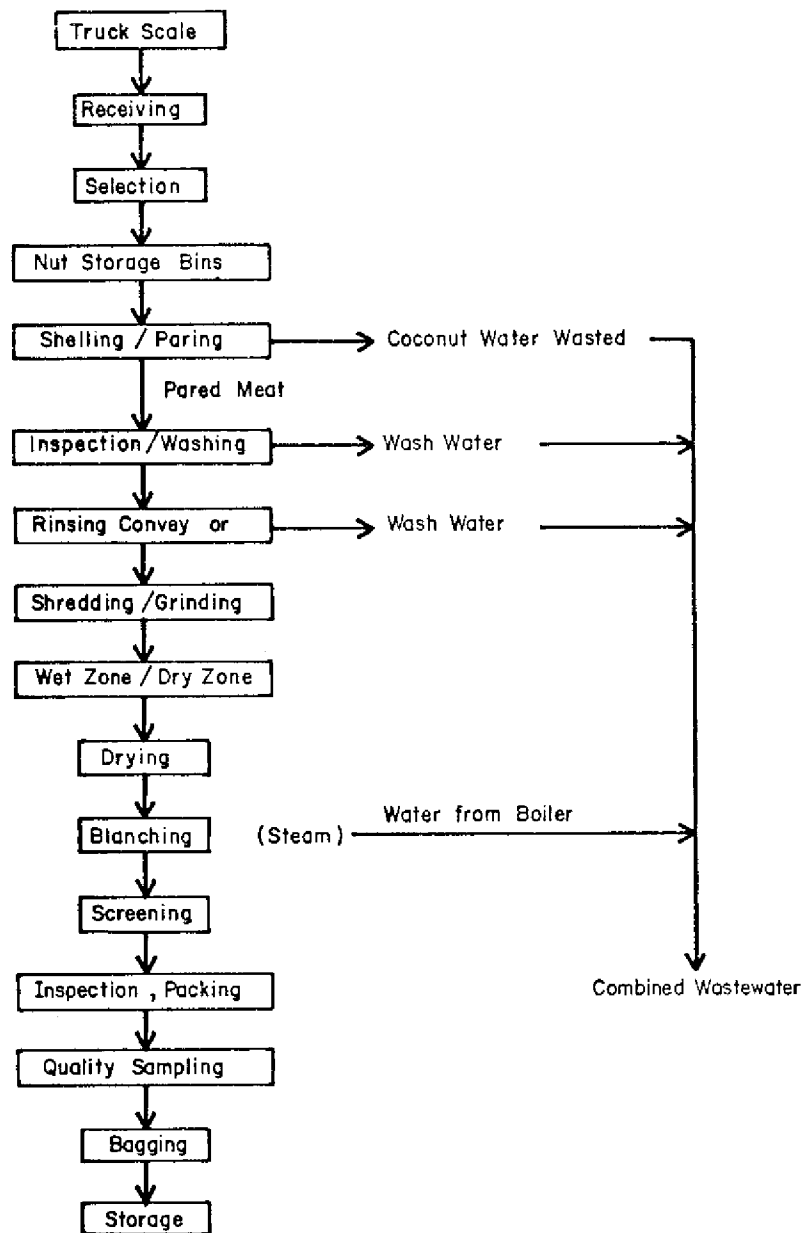 Truck Scale
Receiving
Selection
Nut Storage Bins
Shelling / Paring
Coconut Water Wasted
Pared Meat
Inspection / Washing
Wash Water
Rinsing Convey or
Wash Water
Shredding / Grinding
Wet Zone / Dry Zone
Drying
Water from Boiler
Blanching
(Steam)
Screening
Inspection , Packing
Combined Wastewater
Quality Sampling
Bagging
Storage